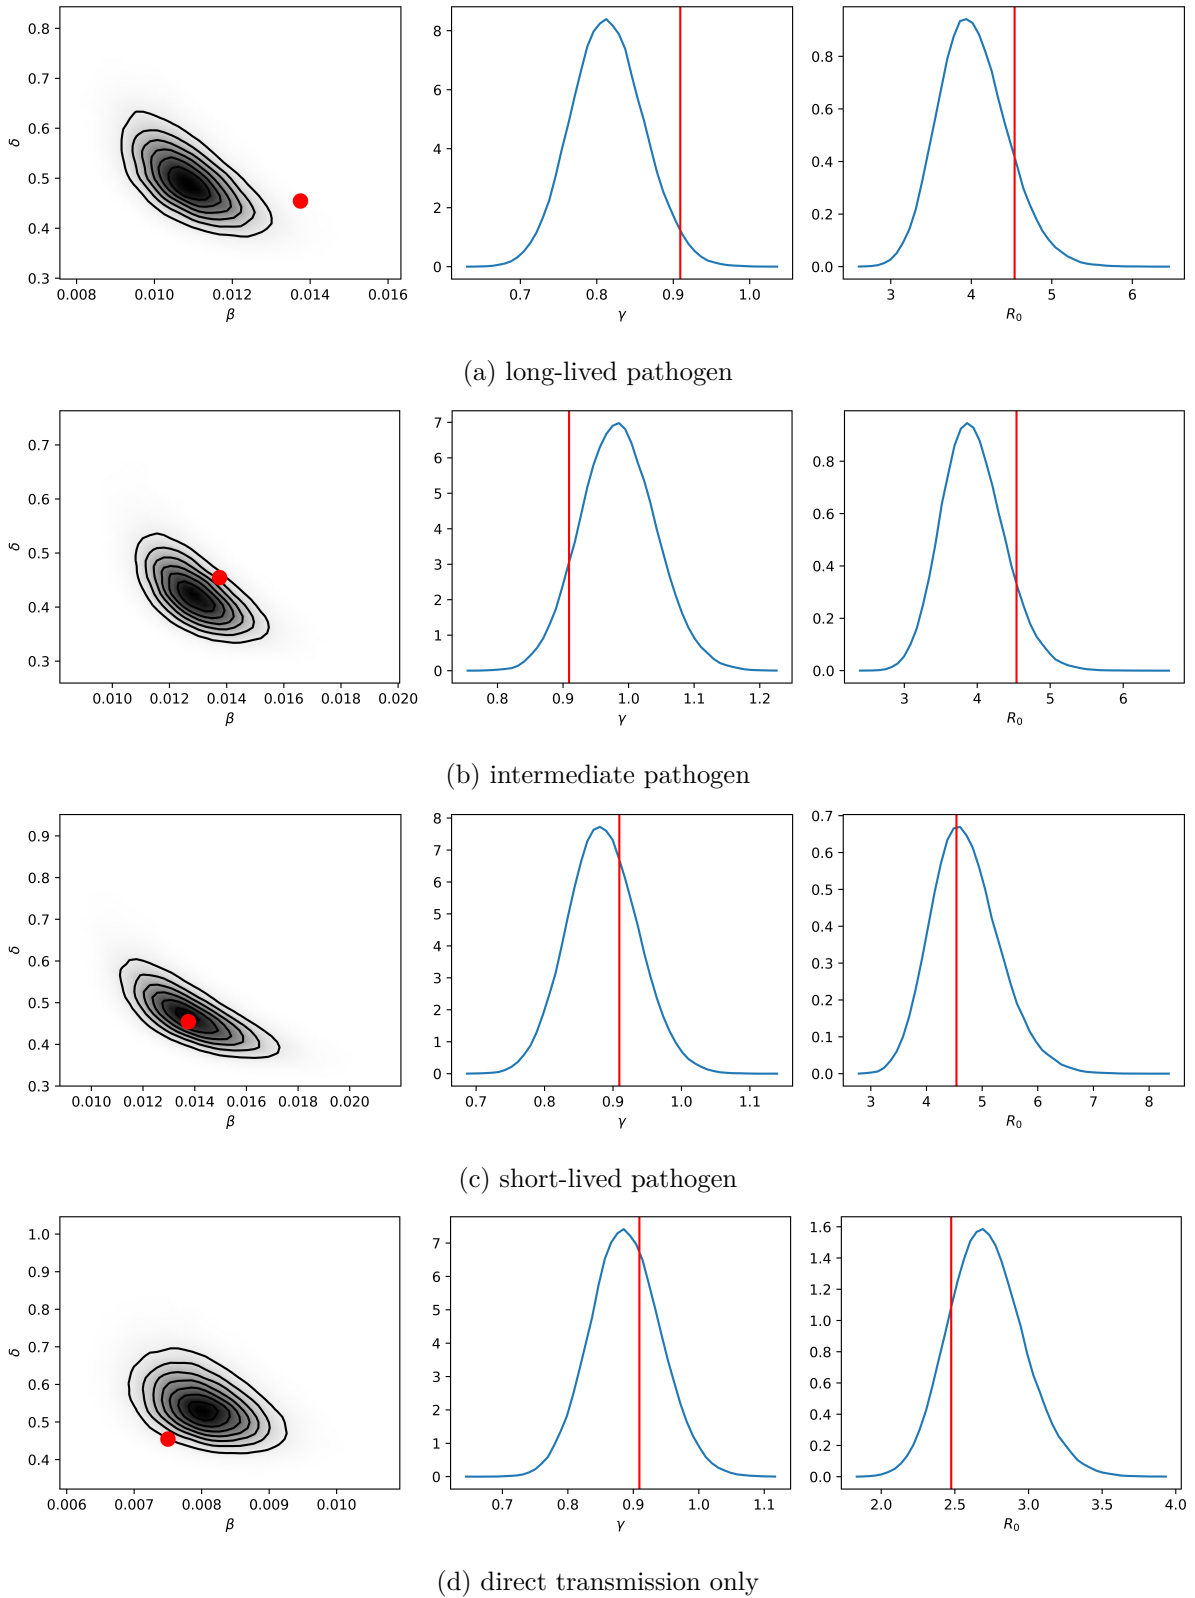 0.8
0.7
0.6
0.5
0.4
0.3
δ
0.008 0.010 0.012 0.014 0.016
β
8
6
4
2
0
0.7 0.8 0.9 1.0
γ
0.8
0.6
0.4
0.2
0.0
3 4 5 6
R₀
(a) long-lived pathogen
0.7
0.6
0.5
0.4
0.3
δ
0.010 0.012 0.014 0.016 0.018 0.020
β
7
6
5
4
3
2
1
0
0.8 0.9 1.0 1.1 1.2
γ
0.8
0.6
0.4
0.2
0.0
3 4 5 6
R₀
(b) intermediate pathogen
0.9
0.8
0.7
0.6
0.5
0.4
0.3
δ
0.010 0.012 0.014 0.016 0.018 0.020
β
8
7
6
5
4
3
2
1
0
0.7 0.8 0.9 1.0 1.1
γ
0.7
0.6
0.5
0.4
0.3
0.2
0.1
0.0
3 4 5 6 7 8
R₀
(c) short-lived pathogen
1.0
0.9
0.8
0.7
0.6
0.5
0.4
δ
0.006 0.007 0.008 0.009 0.010
β
7
6
5
4
3
2
1
0
0.7 0.8 0.9 1.0 1.1
γ
1.6
1.4
1.2
1.0
0.8
0.6
0.4
0.2
0.0
2.0 2.5 3.0 3.5 4.0
R₀
(d) direct transmission only